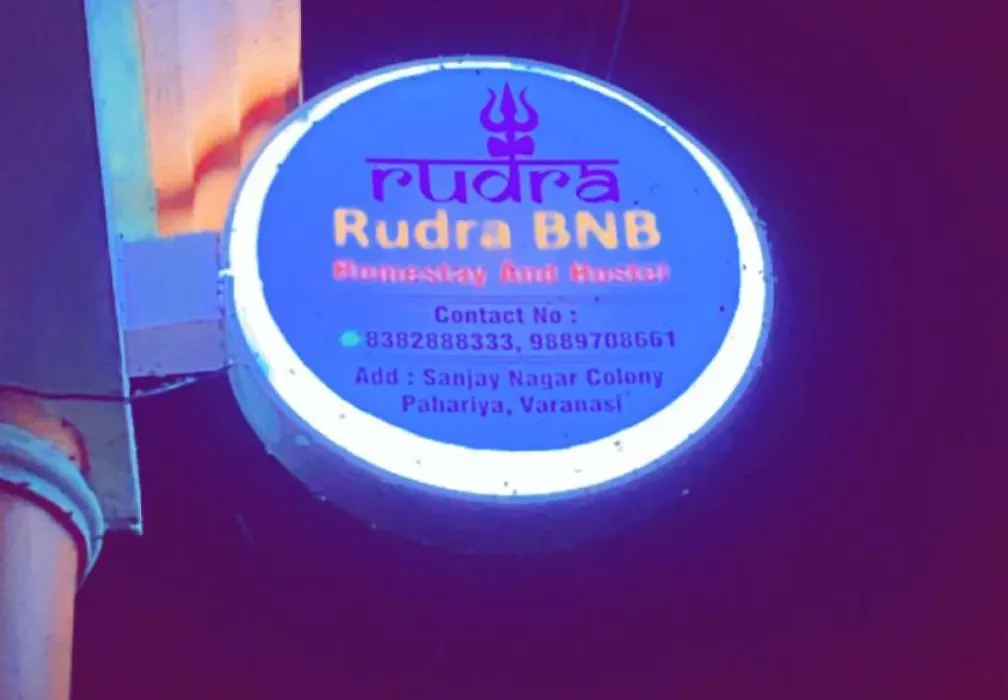 rudra
Rudra BNB
Homestay And Hostel
Contact No :
8382888333, 9889708661
Add : Sanjay Nagar Colony
Pahariya, Varanasi